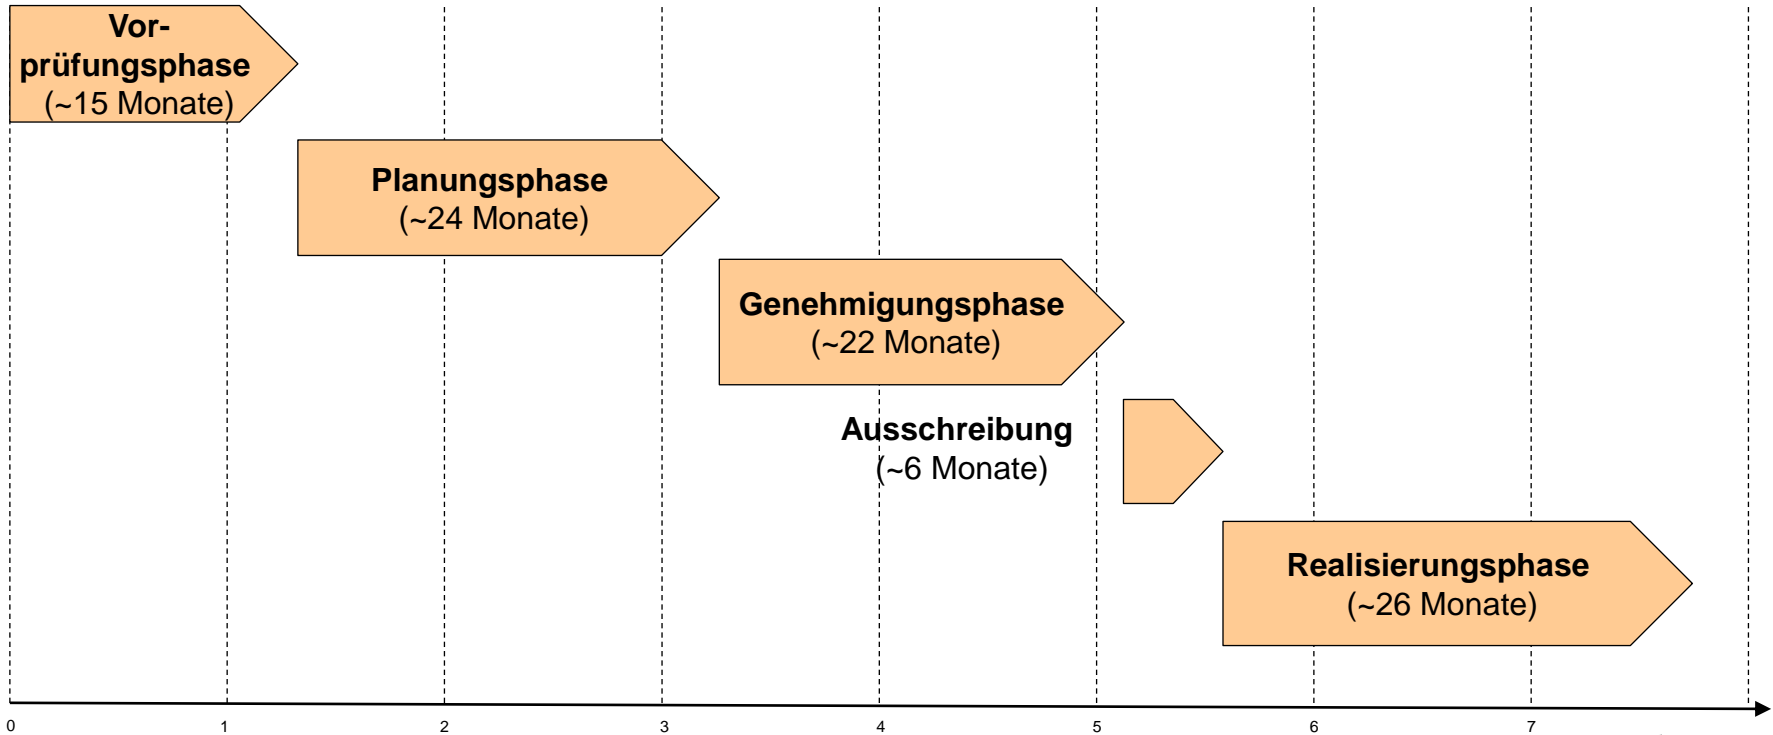 Vor-
prüfungsphase
(~15 Monate)
Planungsphase
(~24 Monate)
Genehmigungsphase
(~22 Monate)
Ausschreibung
(~6 Monate)
Realisierungsphase
(~26 Monate)
0 1 2 3 4 5 6 7